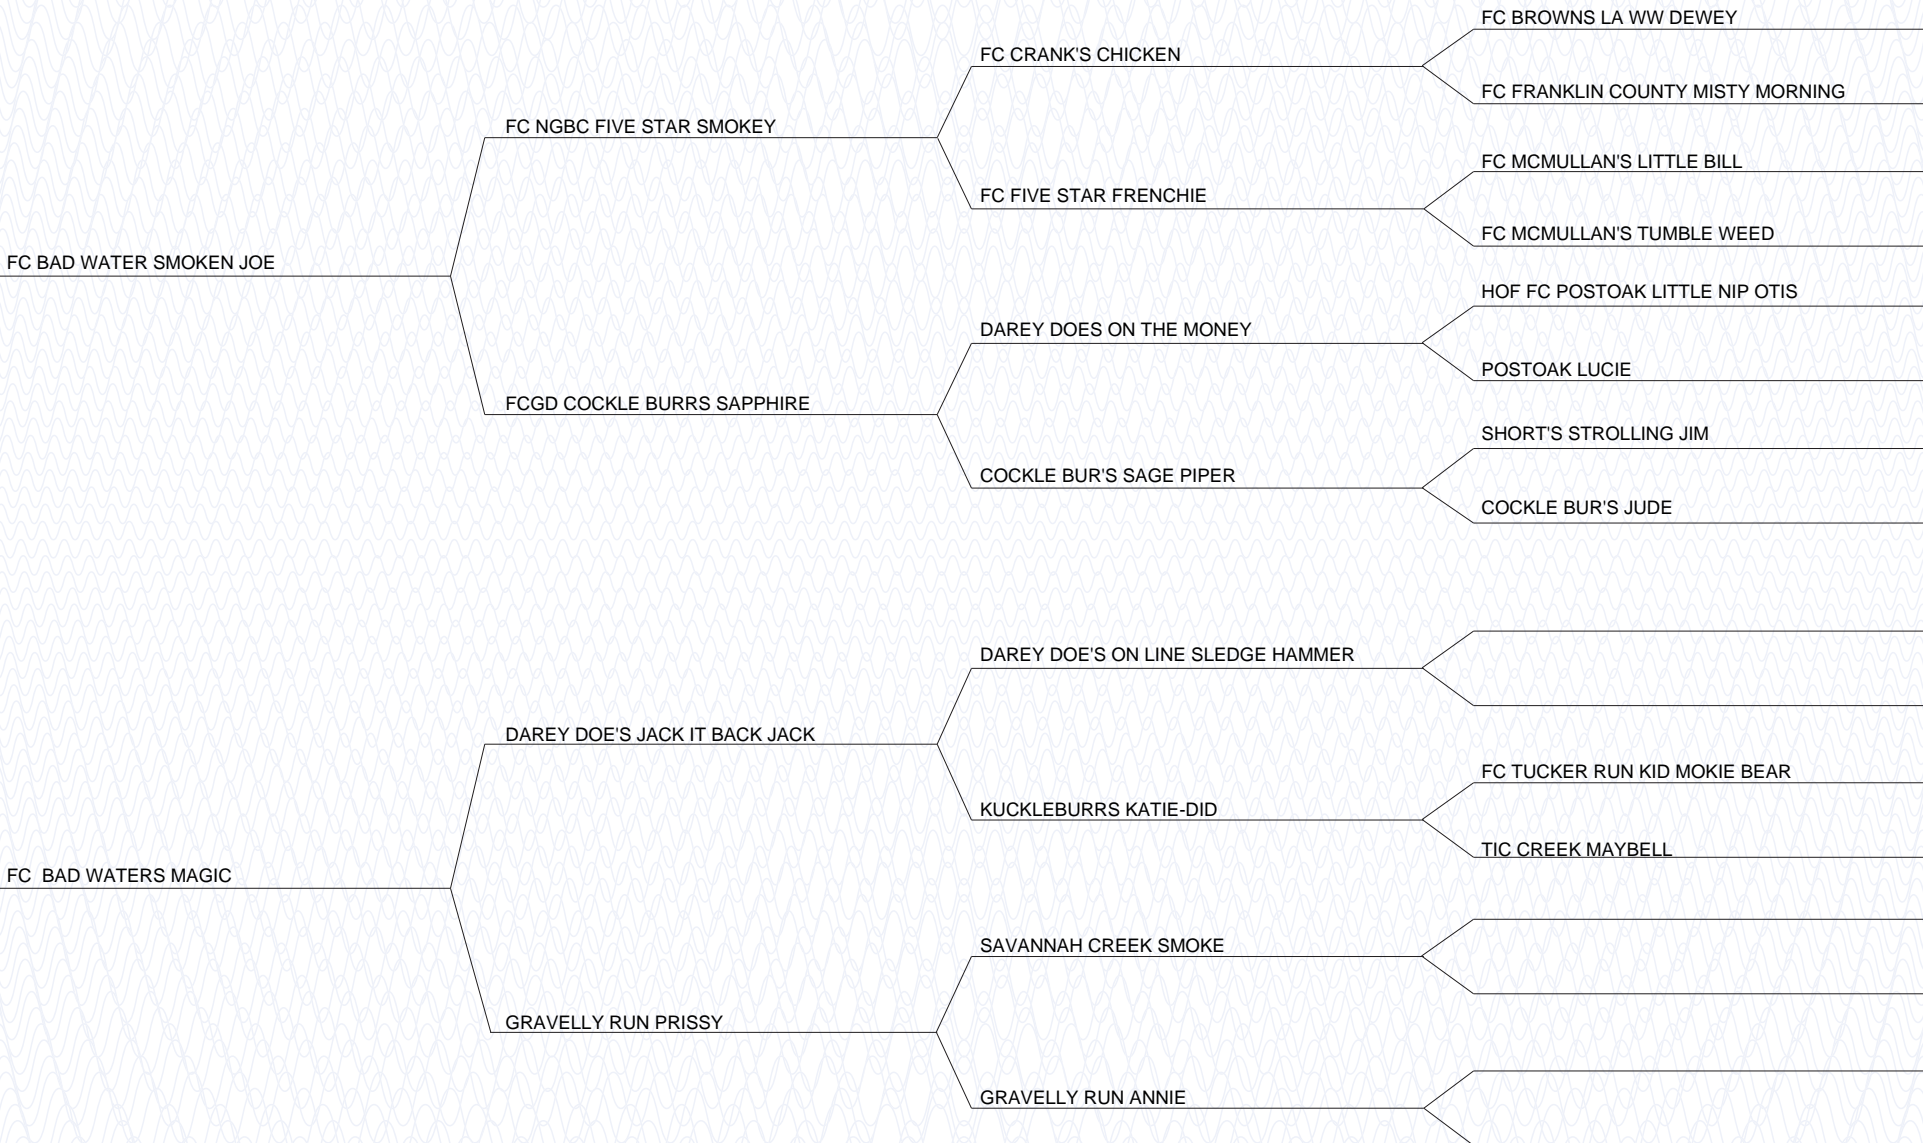 FC BROWNS LA WW DEWEY
FC CRANK'S CHICKEN
FC FRANKLIN COUNTY MISTY MORNING
FC NGBC FIVE STAR SMOKEY
FC MCMULLAN'S LITTLE BILL
FC FIVE STAR FRENCHIE
FC MCMULLAN'S TUMBLE WEED
FC BAD WATER SMOKEN JOE
HOF FC POSTOAK LITTLE NIP OTIS
DAREY DOES ON THE MONEY
POSTOAK LUCIE
FCGD COCKLE BURRS SAPPHIRE
SHORT'S STROLLING JIM
COCKLE BUR'S SAGE PIPER
COCKLE BUR'S JUDE
DAREY DOE'S ON LINE SLEDGE HAMMER
DAREY DOE'S JACK IT BACK JACK
FC TUCKER RUN KID MOKIE BEAR
KUCKLEBURRS KATIE-DID
TIC CREEK MAYBELL
FC  BAD WATERS MAGIC
SAVANNAH CREEK SMOKE
GRAVELLY RUN PRISSY
GRAVELLY RUN ANNIE